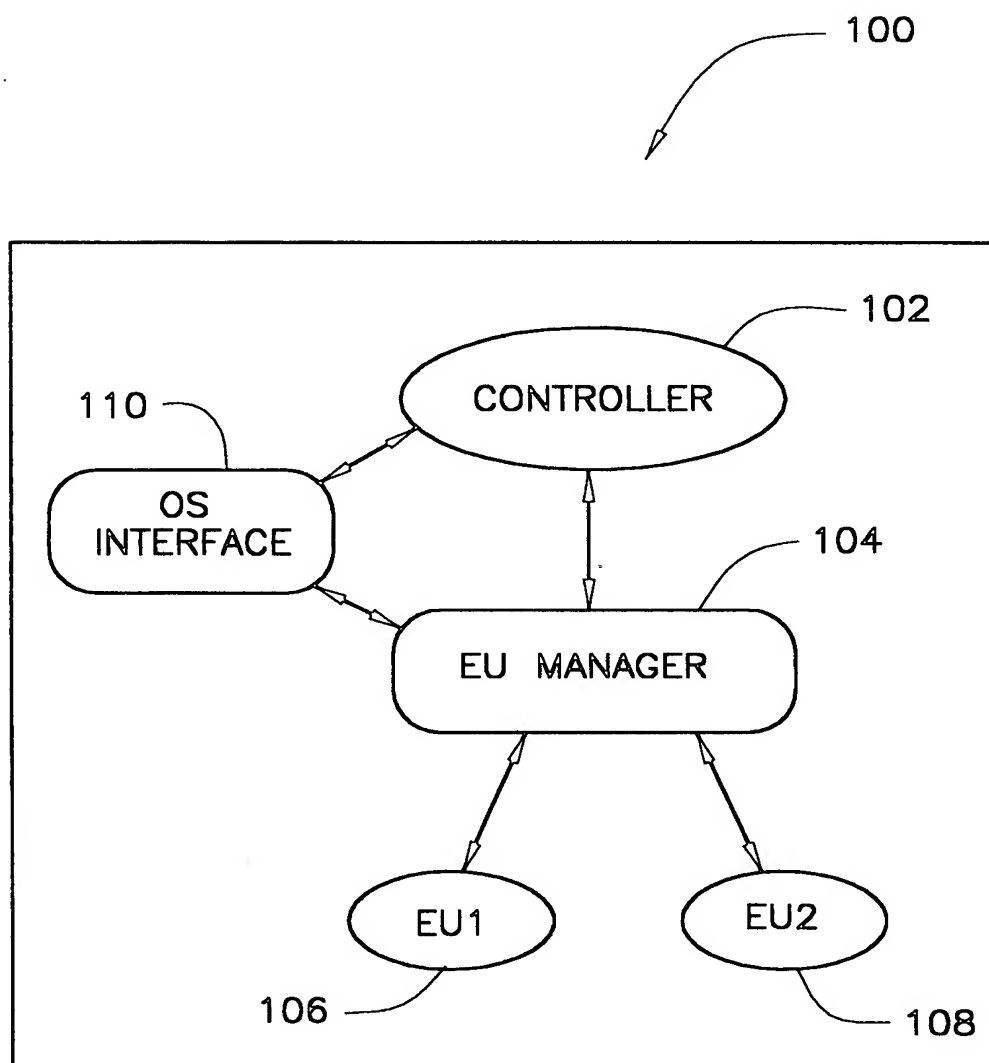 100
102
CONTROLLER
110
OS
INTERFACE
104
EU MANAGER
EU1
EU2
106
108